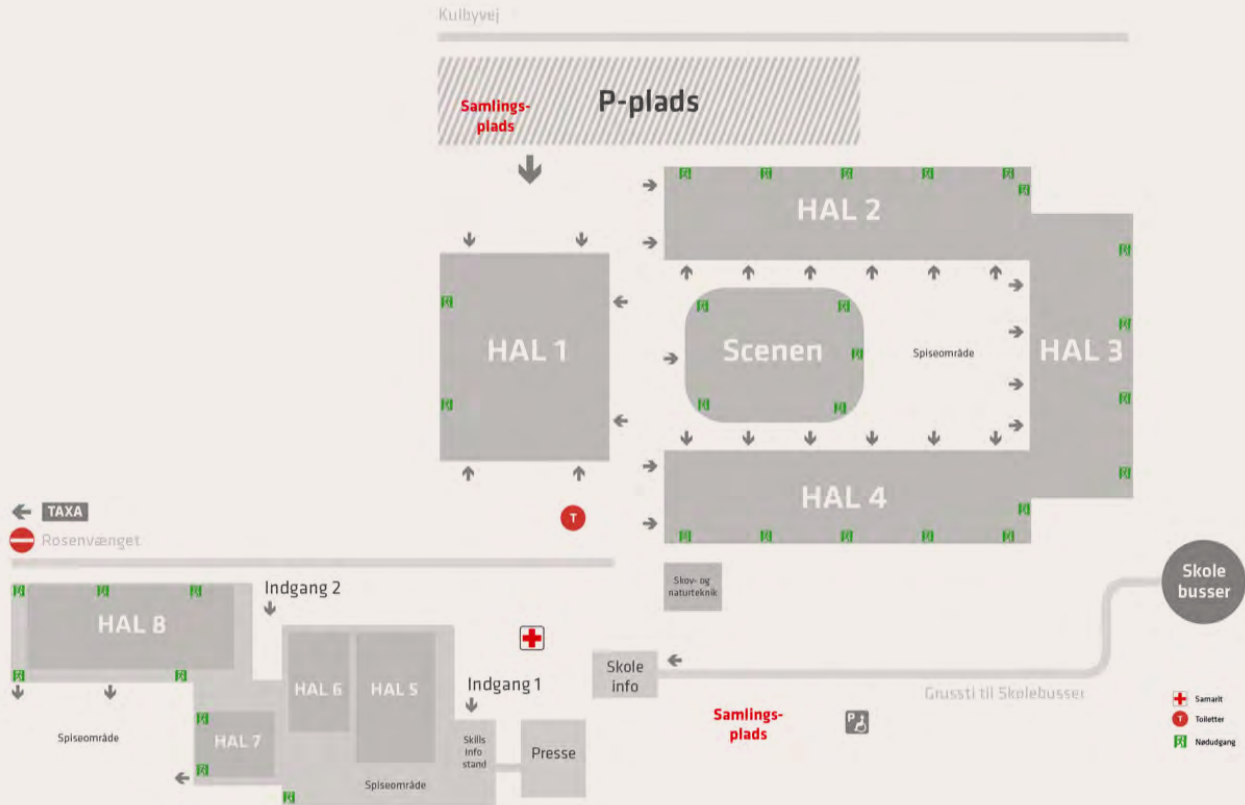 Kulbyvej
P-plads
Samlings-
plads
HAL 2
HAL 1
Scenen
Spiseområde
HAL 3
HAL 4
TAXA
T
Rosenvænget
Skov- og
naturteknik
Skole
busser
Indgang 2
HAL 8
Skole
info
HAL 6
HAL 5
Indgang 1
Grussti til Skolebusser
Samlings-
plads
P
Samarit
T
Toiletter
Nødudgang
Spiseområde
HAL 7
Skills
Info
stand
Presse
Spiseområde